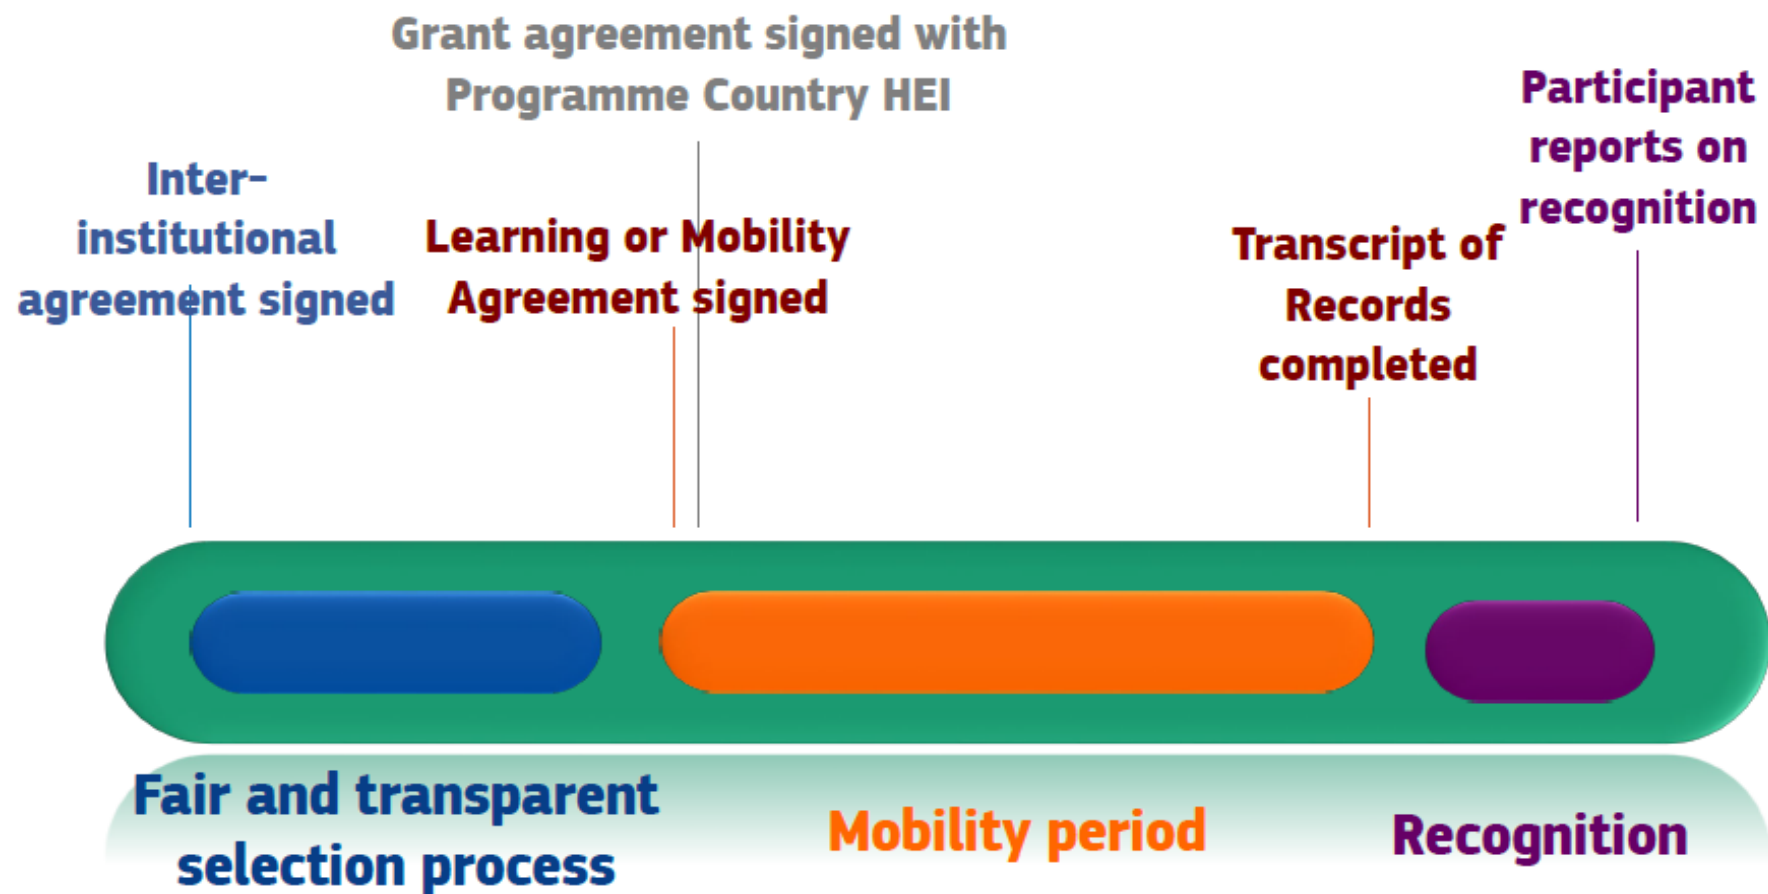 Grant agreement signed with
Programme Country HEI
Inter-
institutional
agreement signed
Learning or Mobility
Agreement signed
Transcript of
Records
completed
Participant
reports on
recognition
Fair and transparent
selection process
Mobility period
Recognition